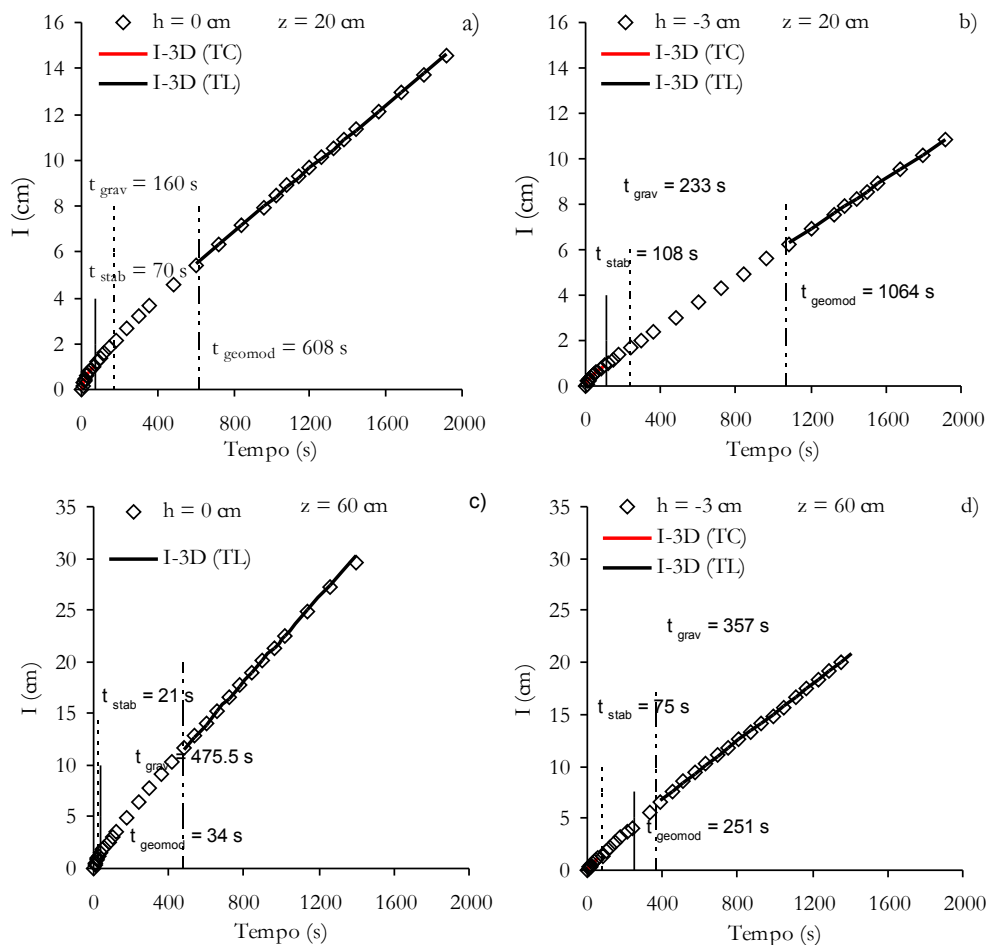 h = 0 cm z = 20 cm a)
I-3D (TC)
I-3D (TL)
t grav = 160 s
t stab = 70 s
t geomod = 608 s
I (cm)
16
14
12
10
8
6
4
2
0
0 400 800 1200 1600 2000
Tempo (s)
h = -3 cm z = 20 cm b)
I-3D (TC)
I-3D (TL)
t grav = 233 s
t stab = 108 s
t geomod = 1064 s
I (cm)
16
14
12
10
8
6
4
2
0
0 400 800 1200 1600 2000
Tempo (s)
h = 0 cm z = 60 cm c)
I-3D (TL)
t stab = 21 s
t grav = 475.5 s
t geomod = 34 s
I (cm)
35
30
25
20
15
10
5
0
0 400 800 1200 1600 2000
Tempo (s)
h = -3 cm z = 60 cm d)
I-3D (TC)
I-3D (TL)
t grav = 357 s
t stab = 75 s
t geomod = 251 s
I (cm)
35
30
25
20
15
10
5
0
0 400 800 1200 1600 2000
Tempo (s)